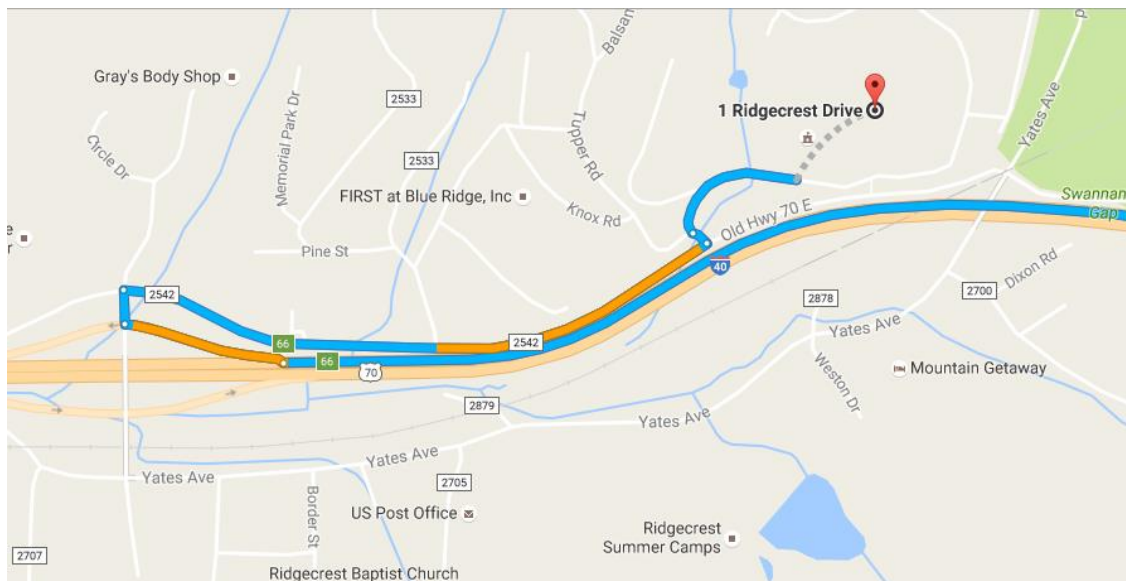 Gray's Body Shop
Circle Dr
Memorial Park Dr
2533
2533
Balsam
Tupper Rd
1 Ridgecrest Drive
Yates Ave
Swannan
Gap
FIRST at Blue Ridge, Inc
Knox Rd
Old Hwy 70 E
Pine St
e
r
2542
40
Dixon Rd
2700
2878
66
66
2542
70
Yates Ave
Weston Dr
Mountain Getaway
2879
Yates Ave
Yates Ave
Yates Ave
2705
Border St
US Post Office
Ridgecrest
Summer Camps
2707
Ridgecrest Baptist Church